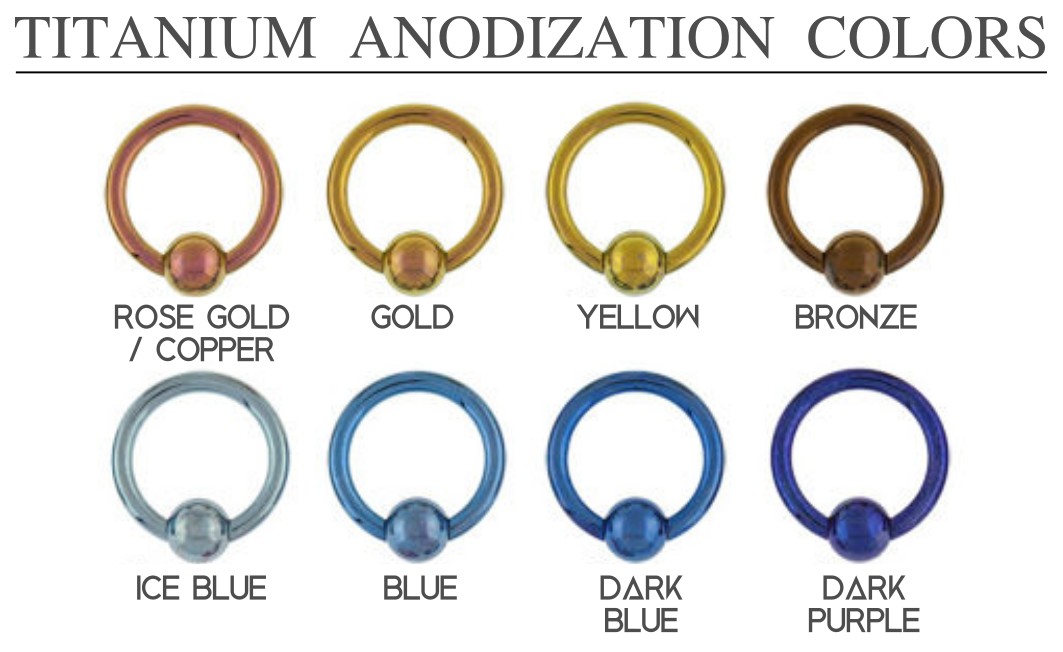 TITANIUM ANODIZATION COLORS
ROSE GOLD
/ COPPER
GOLD
YELLOW
BRONZE
ICE BLUE
BLUE
DARK
BLUE
DARK
PURPLE